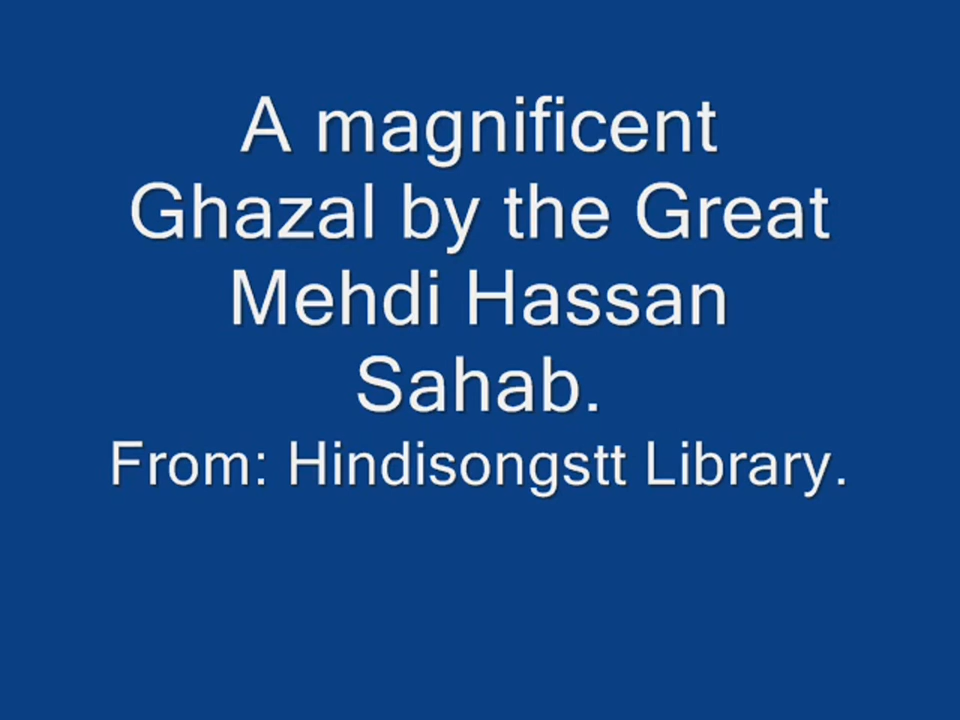 A magnificent
Ghazal by the Great
Mehdi Hassan
Sahab.
From: Hindisongstt Library.